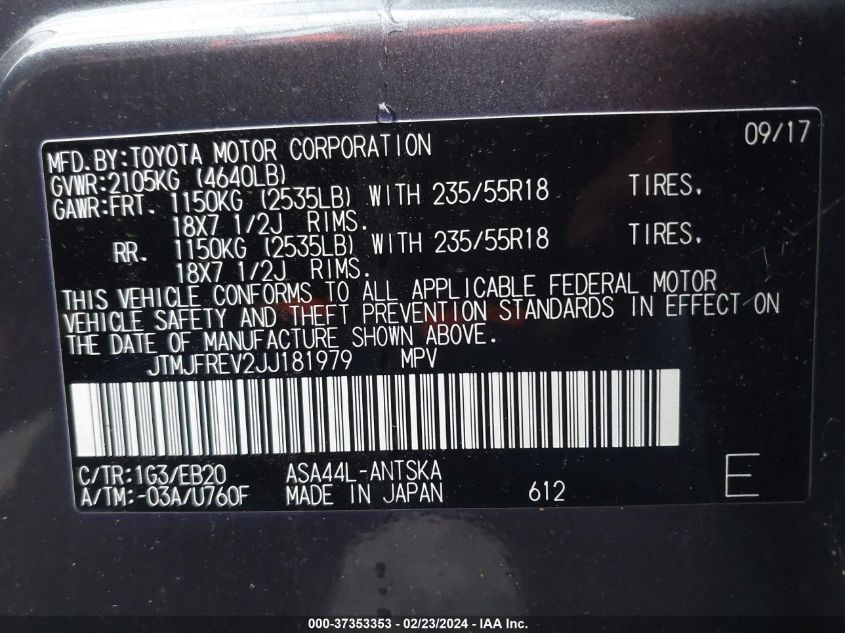 09/17
MFD.BY:TOYOTA MOTOR CORPORATION
GVWR:2105KG (4640LB)
GAWR:FRT. 1150KG (2535LB) WITH 235/55R18 TIRES.
18X7 1/2J RIMS.
RR. 1150KG (2535LB) WITH 235/55R18 TIRES.
18X7 1/2J RIMS.
THIS VEHICLE CONFORMS TO ALL APPLICABLE FEDERAL MOTOR
VEHICLE SAFETY AND THEFT PREVENTION STANDARDS IN EFFECT ON
THE DATE OF MANUFACTURE SHOWN ABOVE.
JTMJFREV2JJ181979 MPV
C/TR:1G3/EB20 ASA44L-ANTSKA
A/TM:-03A/U760F MADE IN JAPAN 612 E
000-37353353 - 02/23/2024 - IAA Inc.